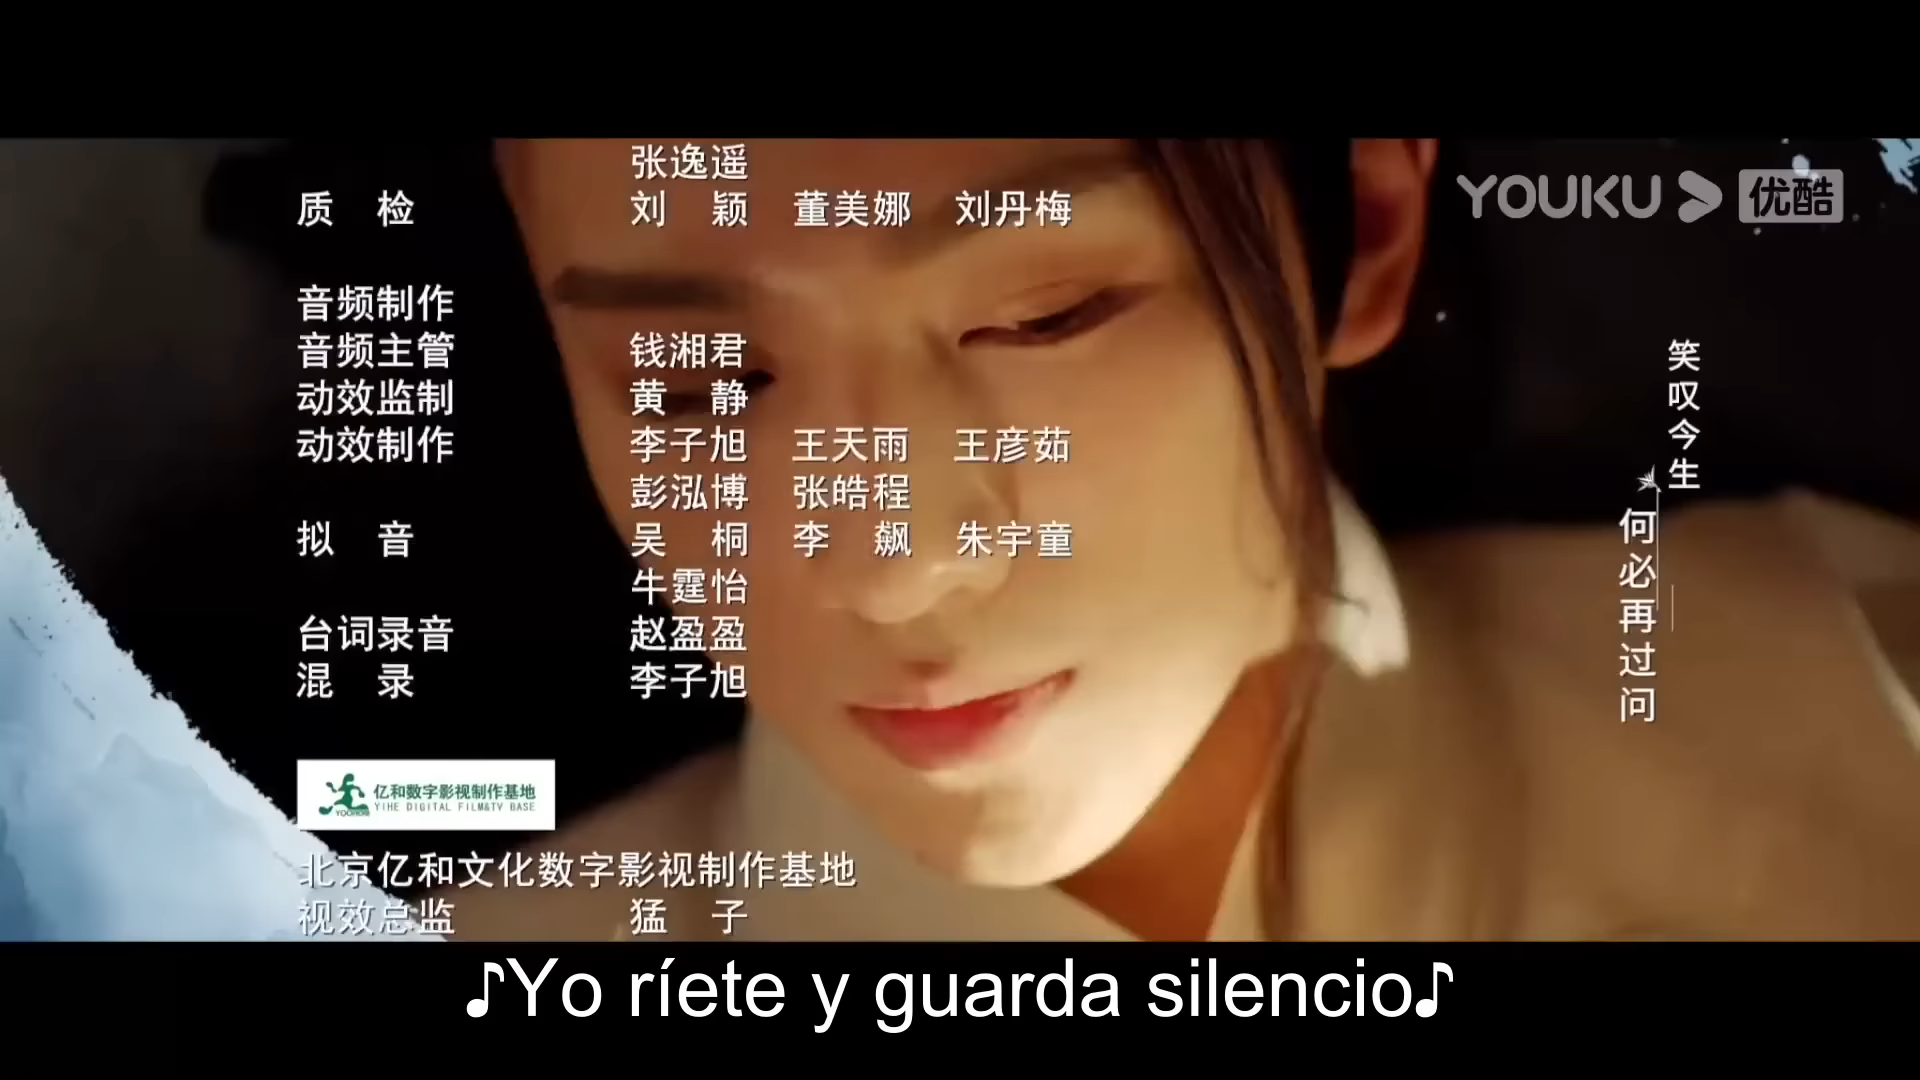 张逸遥
质 检 刘 颖 董美娜 刘丹梅
YOUKU 优酷
音频制作
音频主管 钱湘君
动效监制 黄 静
动效制作 李子旭 王天雨 王彦茹
彭泓博 张皓程
拟 音 吴 桐 李 飙 朱宇童
牛霆怡
台词录音 赵盈盈
混 录 李子旭
笑叹今生
何必再过问
亿和数字影视制作基地
YIHE DIGITAL FILM&TV BASE
YOOHOO
北京亿和文化数字影视制作基地
视效总监 猛 子
♪Yo ríete y guarda silencio♪